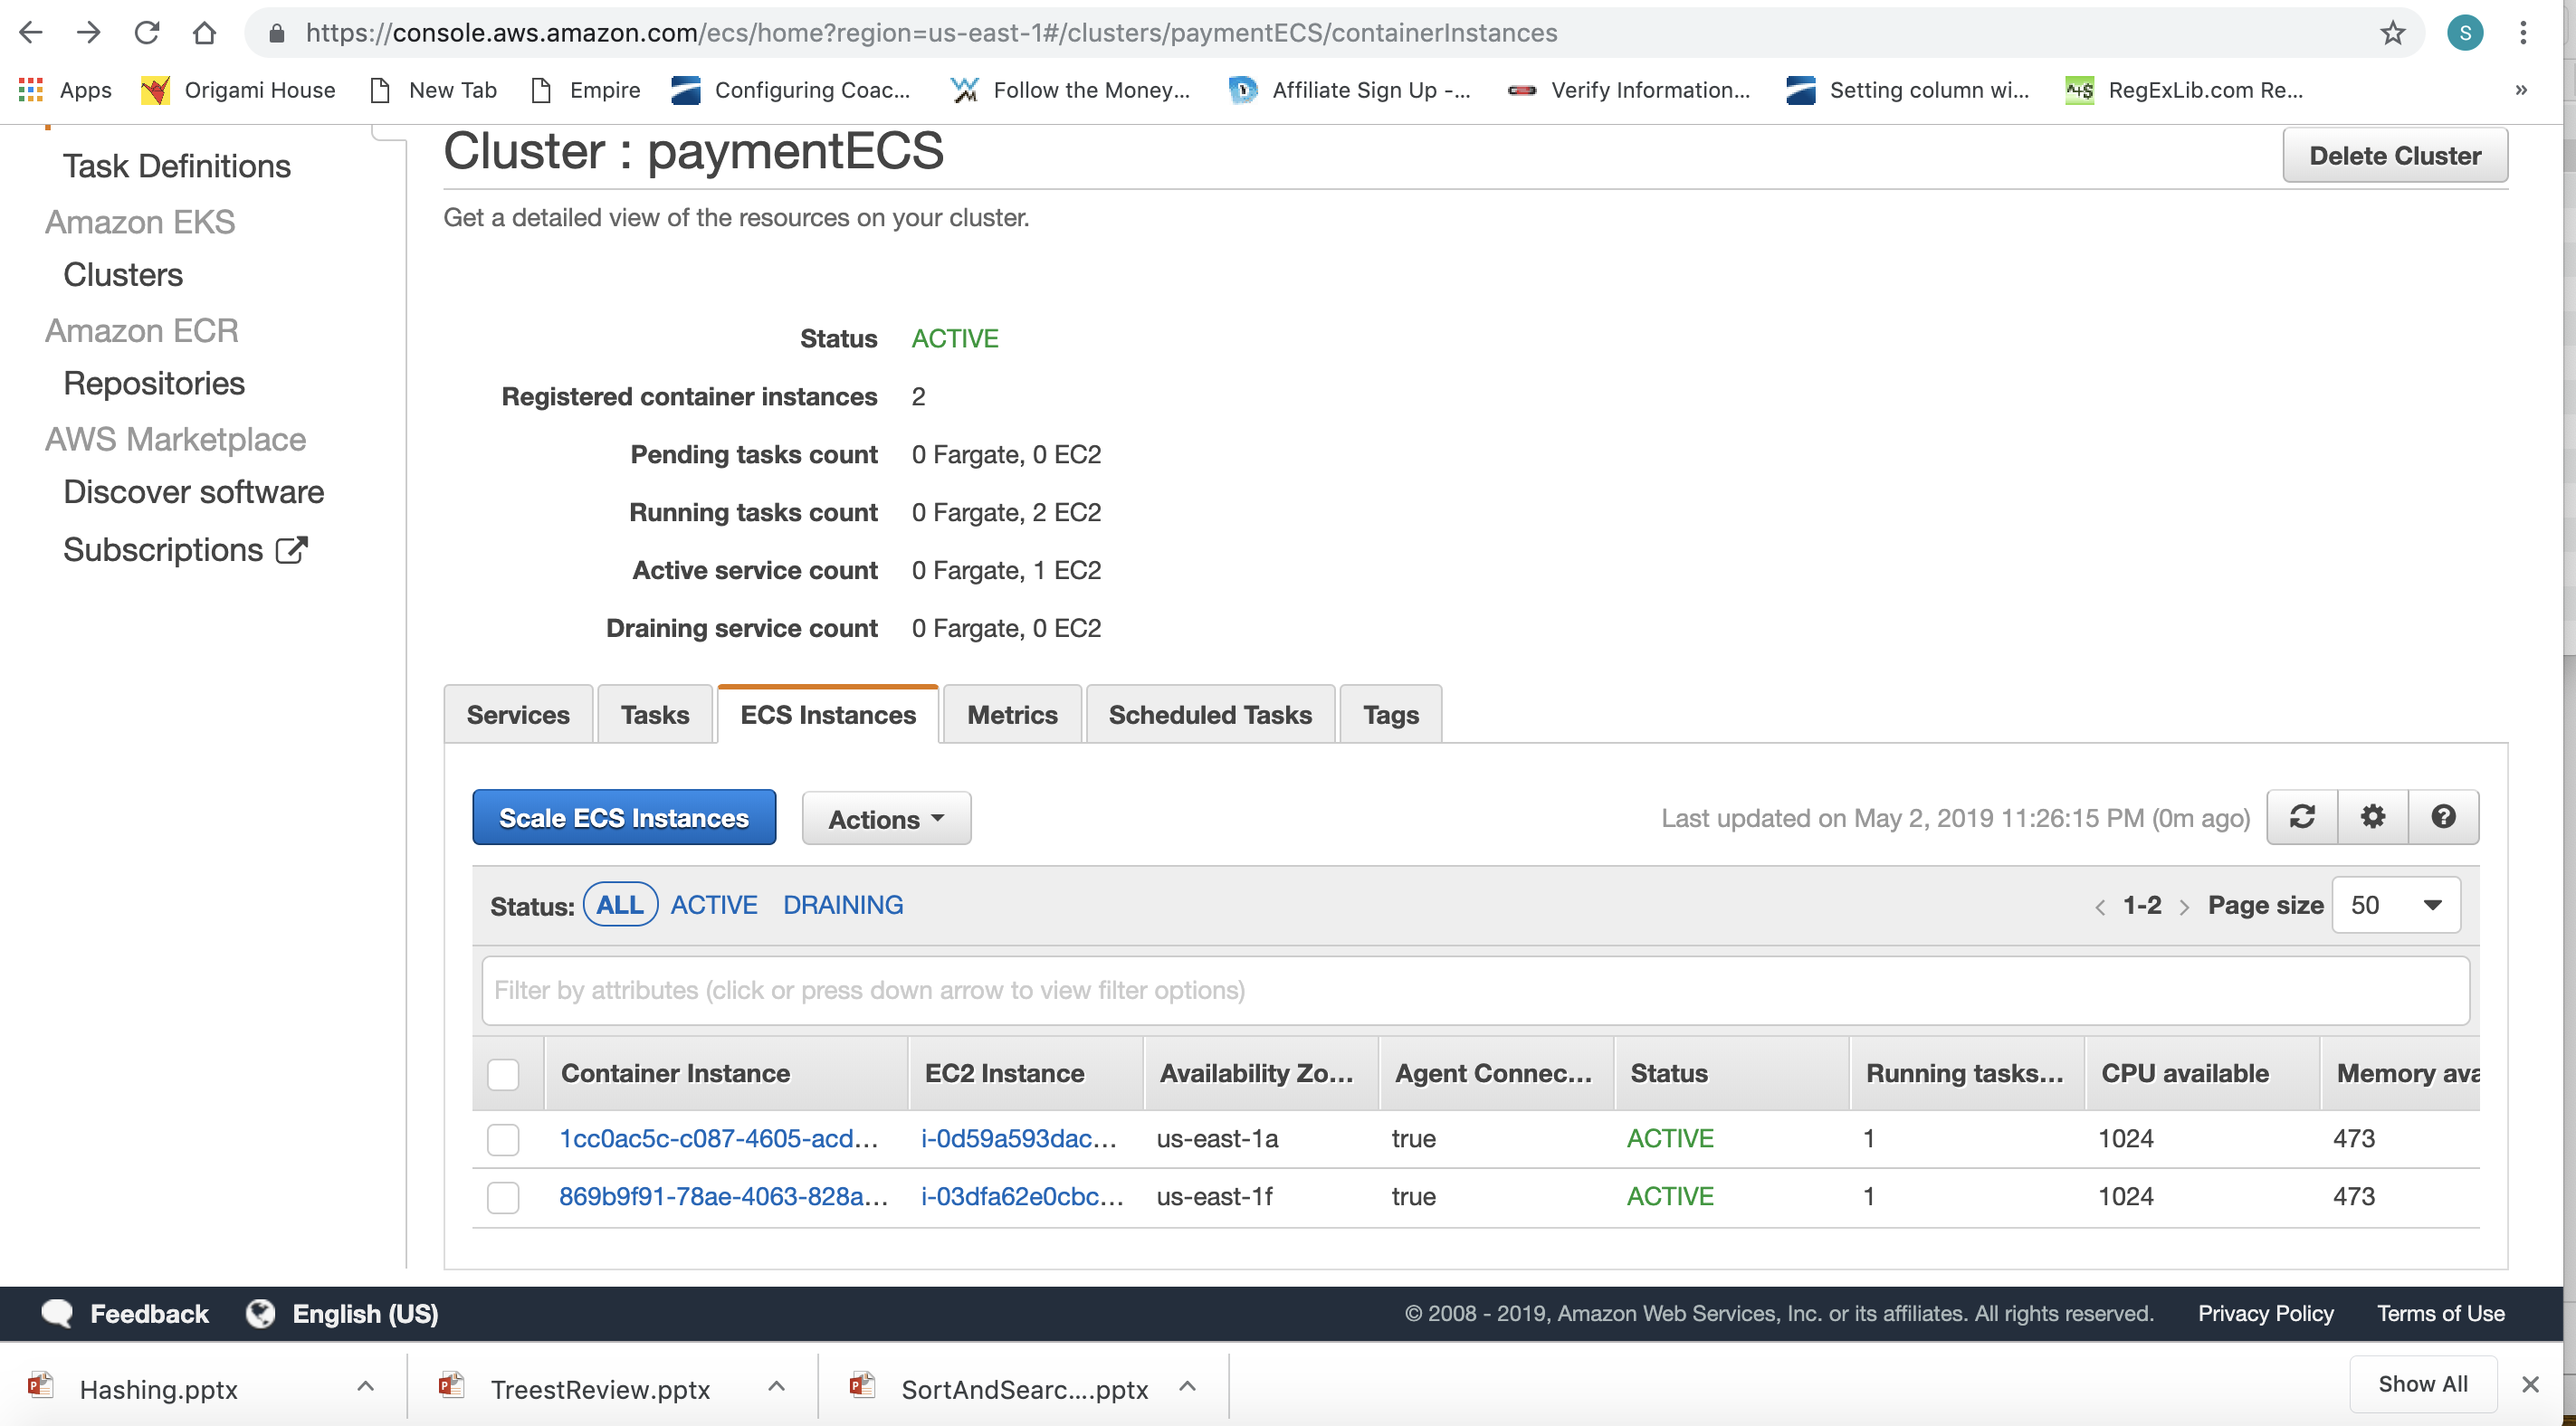 https://console.aws.amazon.com/ecs/home?region=us-east-1#/clusters/paymentECS/containerInstances
S
Apps Origami House New Tab Empire Configuring Coac... Follow the Money... Affiliate Sign Up -... Verify Information... Setting column wi... RegExLib.com Re... »
Task Definitions
Amazon EKS
Clusters
Amazon ECR
Repositories
AWS Marketplace
Discover software
Subscriptions
Cluster : paymentECS
Delete Cluster
Get a detailed view of the resources on your cluster.
Status ACTIVE
Registered container instances 2
Pending tasks count 0 Fargate, 0 EC2
Running tasks count 0 Fargate, 2 EC2
Active service count 0 Fargate, 1 EC2
Draining service count 0 Fargate, 0 EC2
Services Tasks ECS Instances Metrics Scheduled Tasks Tags
Scale ECS Instances Actions Last updated on May 2, 2019 11:26:15 PM (0m ago)
Status: ALL ACTIVE DRAINING < 1-2 > Page size 50
Filter by attributes (click or press down arrow to view filter options)
Container Instance EC2 Instance Availability Zo... Agent Connec... Status Running tasks... CPU available Memory ava
1cc0ac5c-c087-4605-acd... i-0d59a593dac... us-east-1a true ACTIVE 1 1024 473
869b9f91-78ae-4063-828a... i-03dfa62e0cbc... us-east-1f true ACTIVE 1 1024 473
Feedback English (US) © 2008 - 2019, Amazon Web Services, Inc. or its affiliates. All rights reserved. Privacy Policy Terms of Use
Hashing.pptx TreestReview.pptx SortAndSearc....pptx Show All